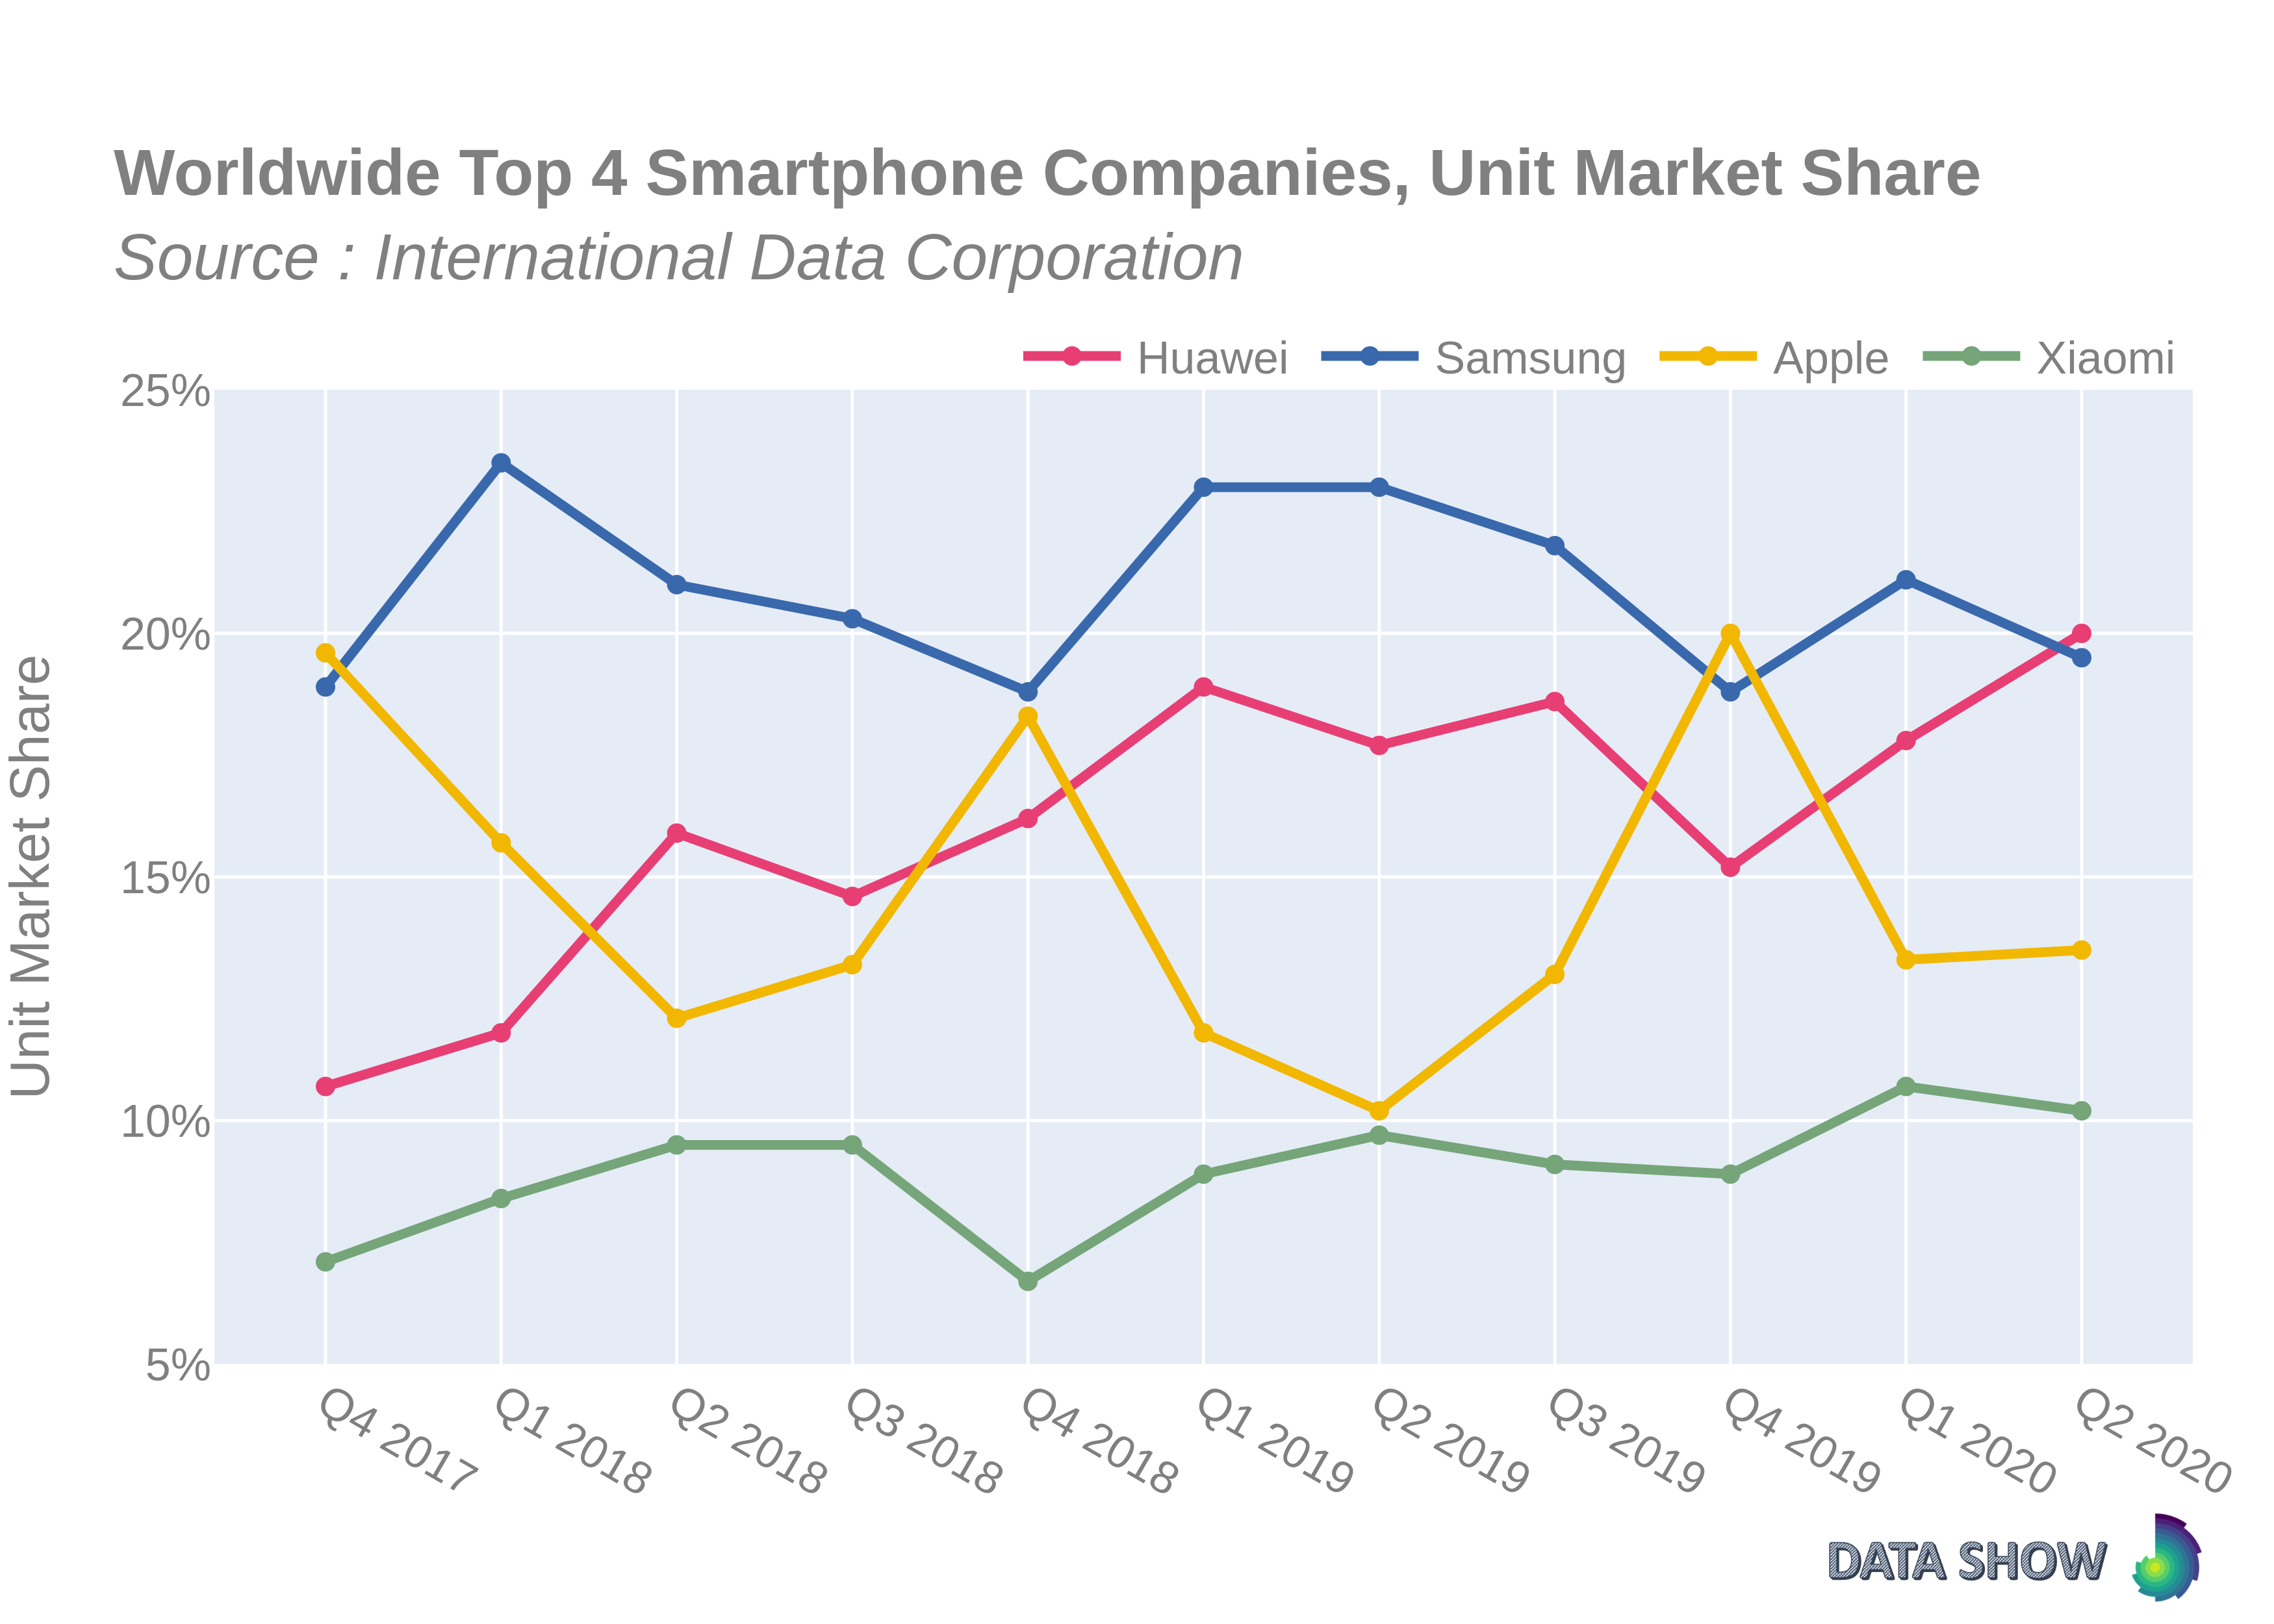 Worldwide Top 4 Smartphone Companies, Unit Market Share
Source : International Data Corporation
Huawei Samsung Apple Xiaomi
25%
20%
15%
10%
5%
Unit Market Share
Q4 2017 Q1 2018 Q2 2018 Q3 2018 Q4 2018 Q1 2019 Q2 2019 Q3 2019 Q4 2019 Q1 2020 Q2 2020
DATA SHOW